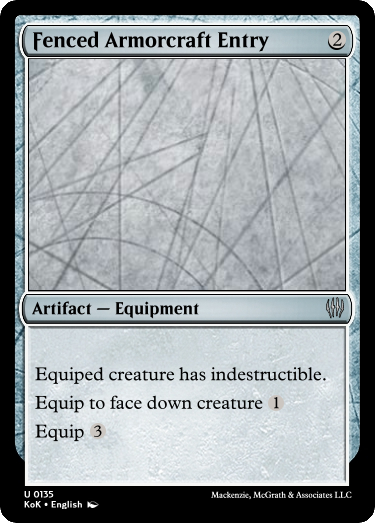 Fenced Armorcraft Entry 2
Artifact — Equipment
Equiped creature has indestructible.
Equip to face down creature 1
Equip 3
U 0135
KoK • English
Mackenzie, McGrath & Associates LLC